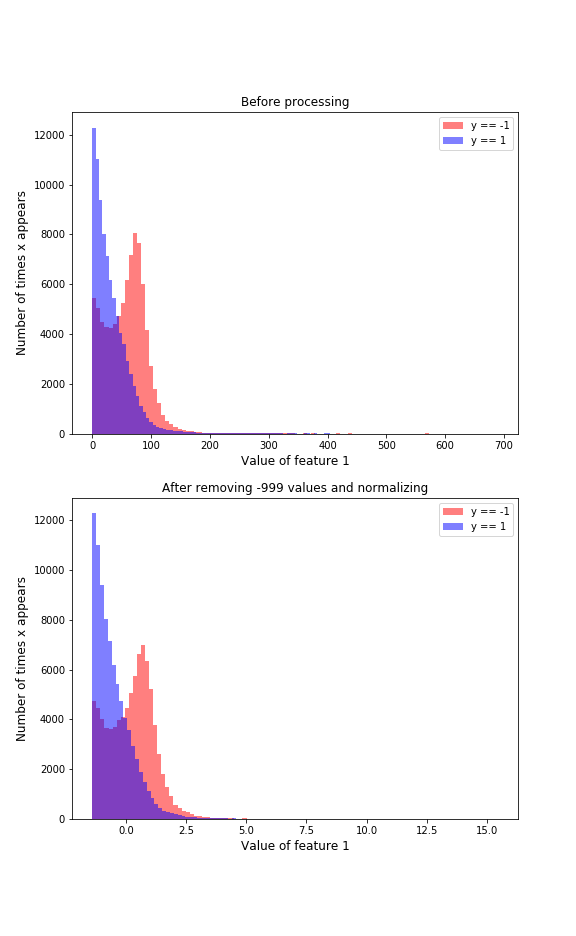 Before processing
y == -1
y == 1
12000
10000
8000
6000
4000
2000
0
Number of times x appears
0 100 200 300 400 500 600 700
Value of feature 1
After removing -999 values and normalizing
y == -1
y == 1
12000
10000
8000
6000
4000
2000
0
Number of times x appears
0.0 2.5 5.0 7.5 10.0 12.5 15.0
Value of feature 1